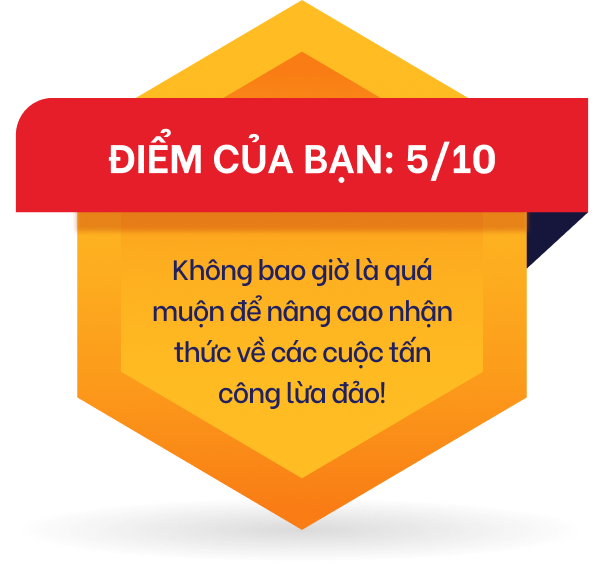 ĐIỂM CỦA BẠN: 5/10
Không bao giờ là quá
muộn để nâng cao nhận
thức về các cuộc tấn
công lừa đảo!